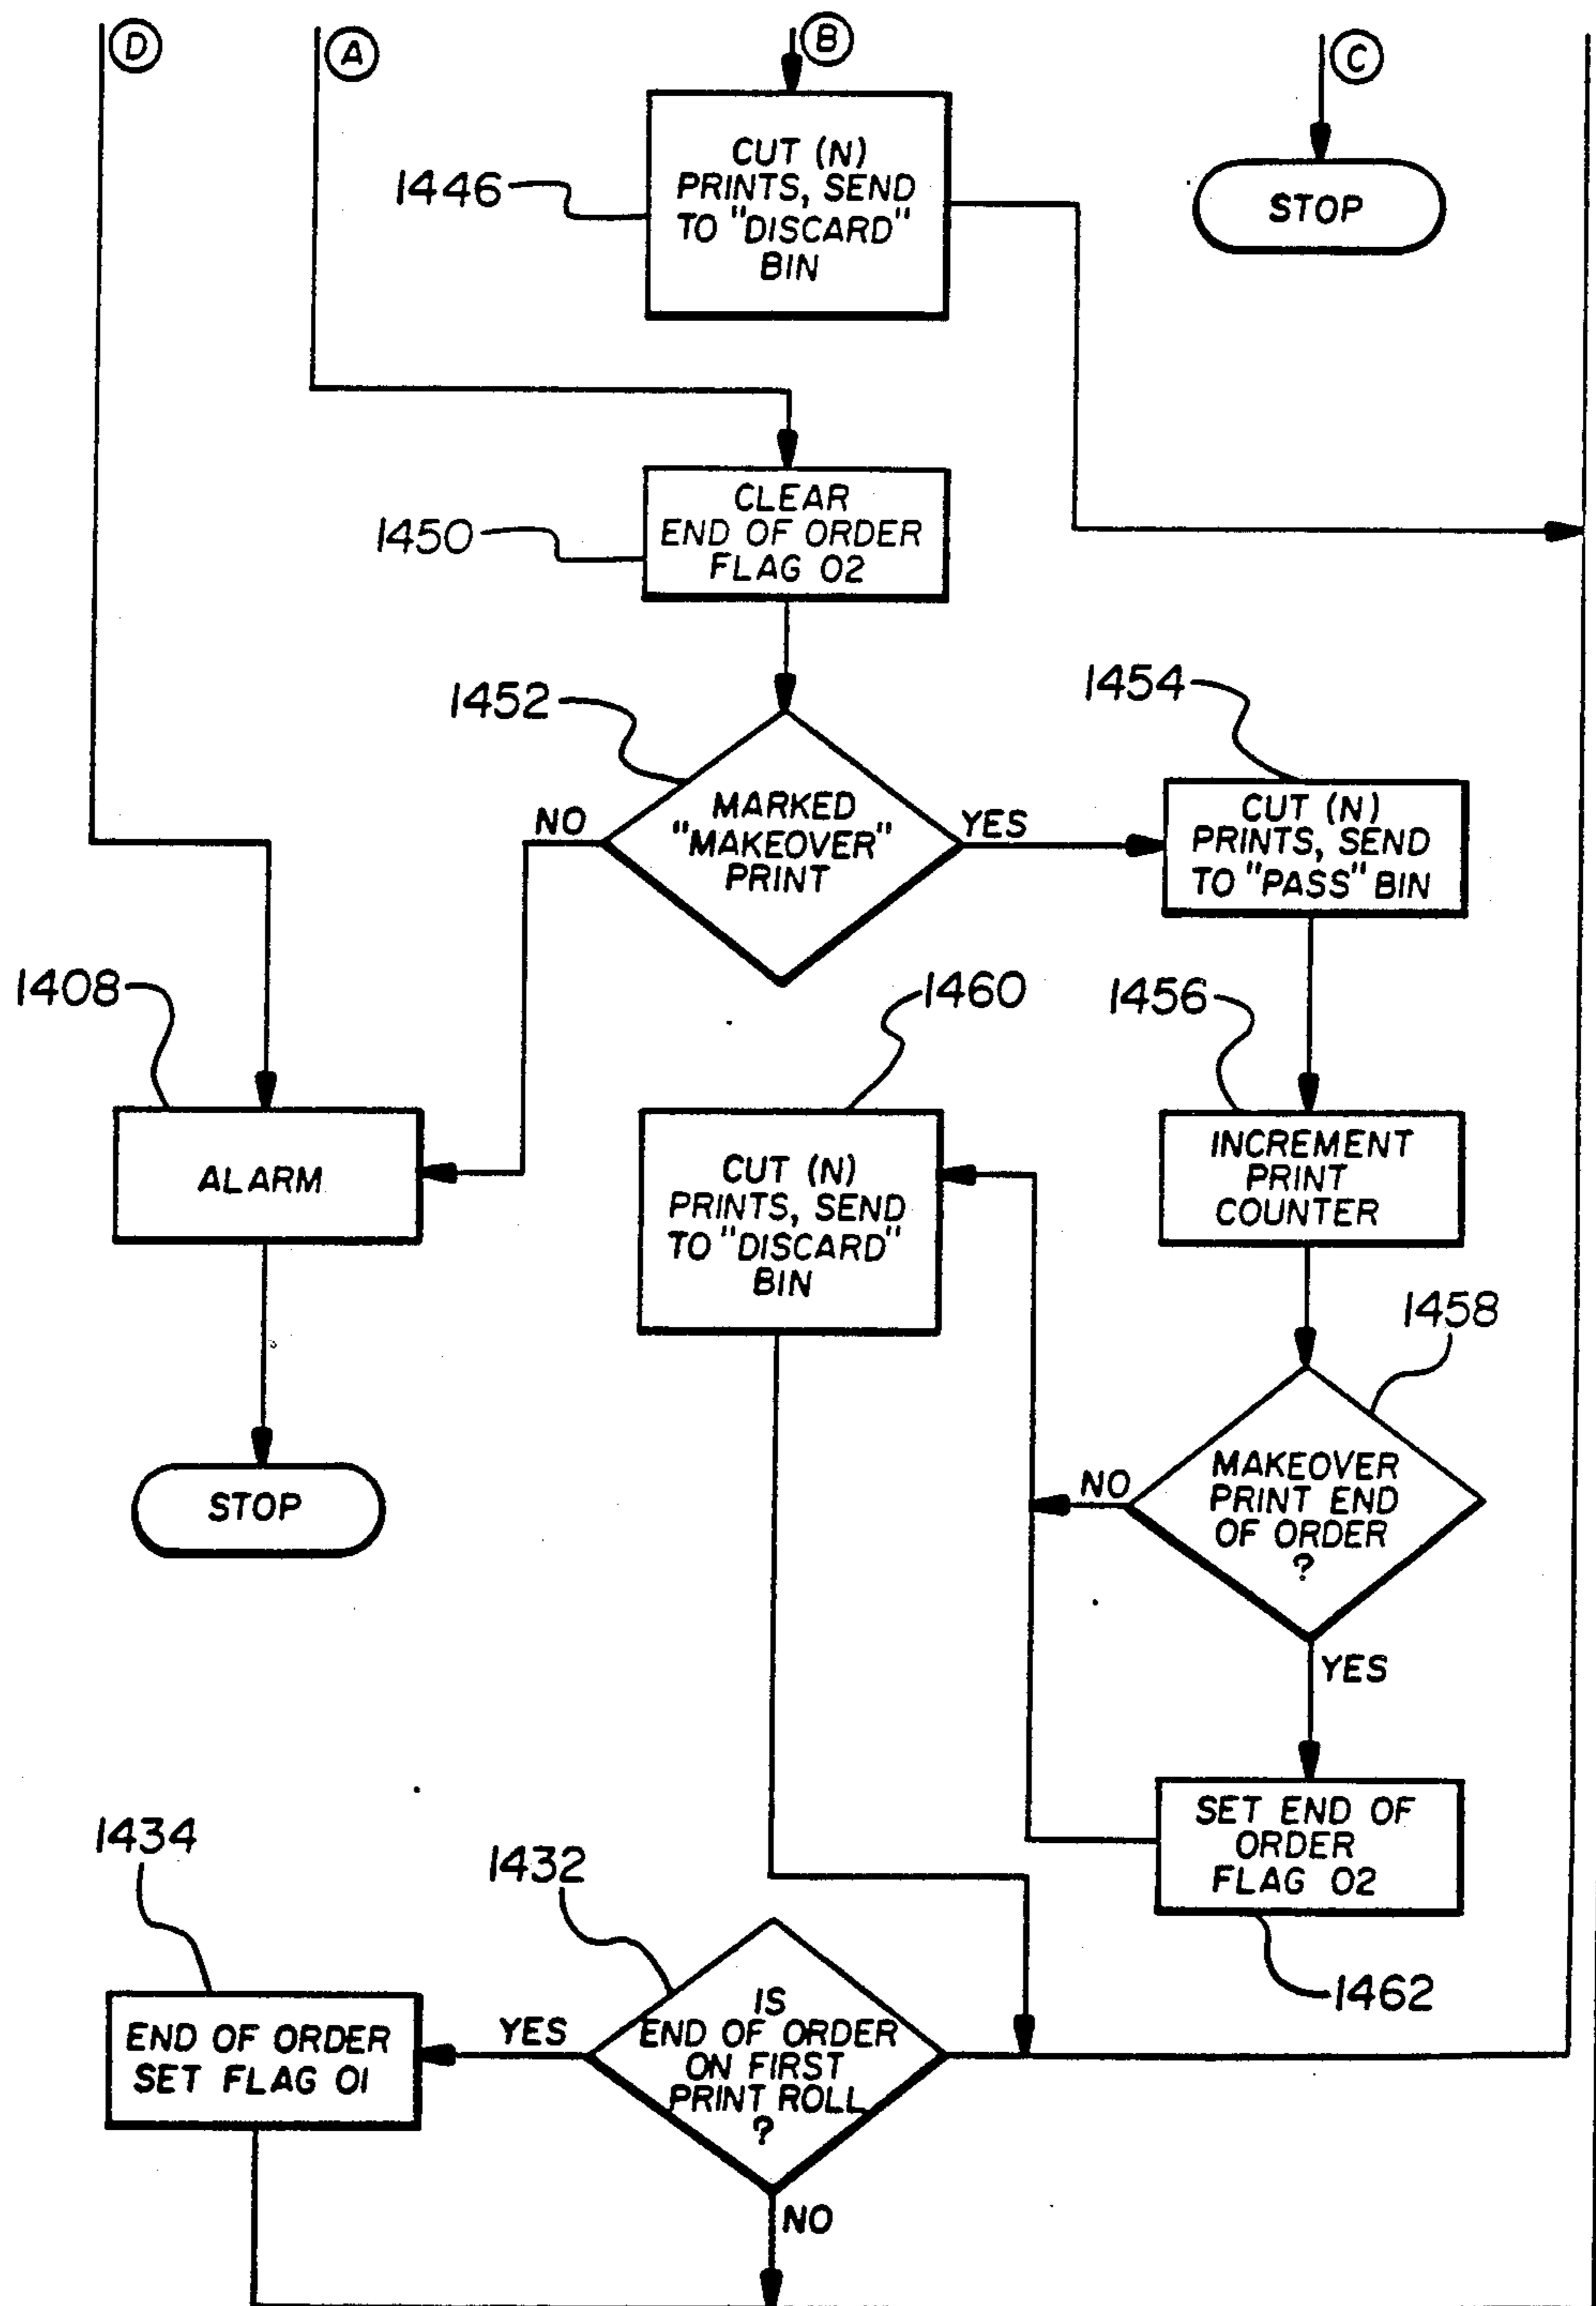 D
A
B
C
CUT (N)
PRINTS, SEND
TO "DISCARD"
BIN
1446
STOP
CLEAR
END OF ORDER
FLAG 02
1450
1452
1454
MARKED
"MAKEOVER"
PRINT
NO
YES
CUT (N)
PRINTS, SEND
TO "PASS" BIN
1408
1460
1456
ALARM
CUT (N)
PRINTS, SEND
TO "DISCARD"
BIN
INCREMENT
PRINT
COUNTER
1458
STOP
MAKEOVER
PRINT END
OF ORDER
?
NO
YES
SET END OF
ORDER
FLAG 02
1462
1434
1432
END OF ORDER
SET FLAG 01
YES
IS
END OF ORDER
ON FIRST
PRINT ROLL
?
NO